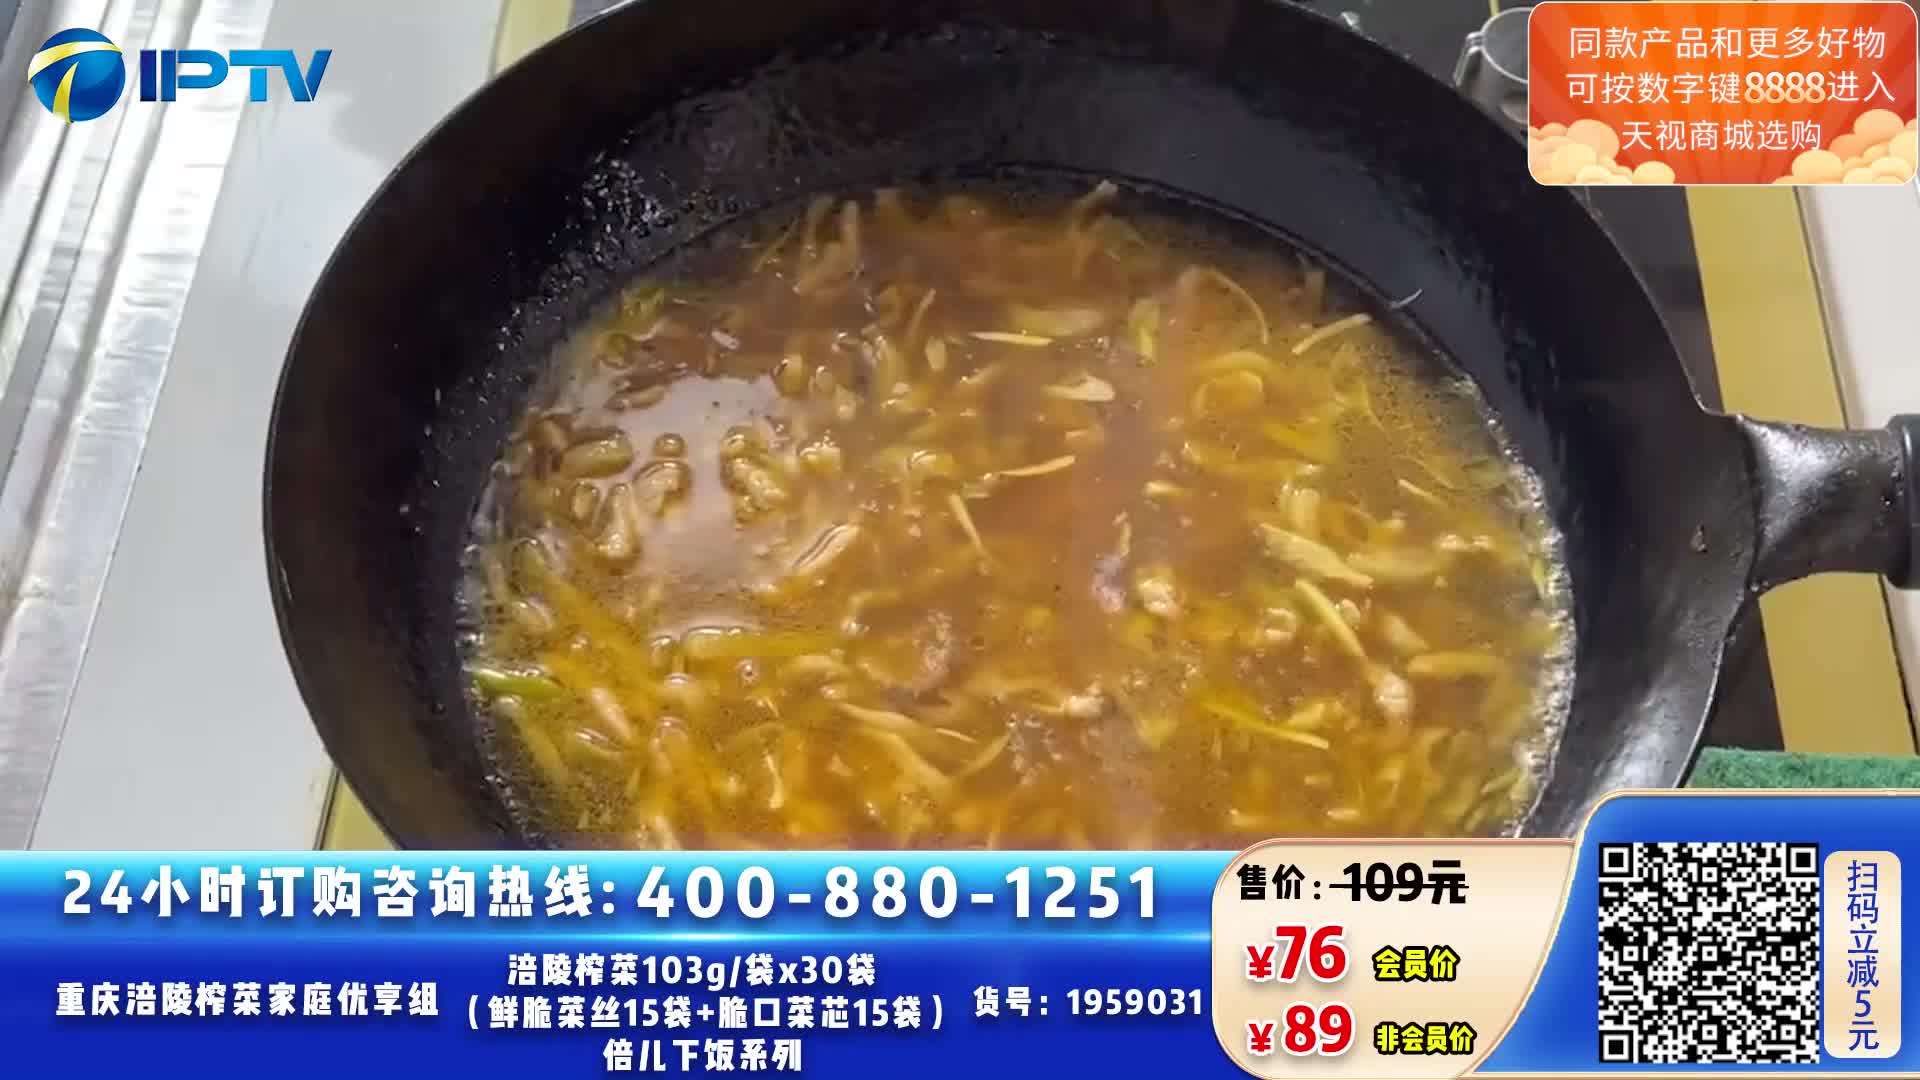 IPTV
同款产品和更多好物
可按数字键8888进入
天视商城选购
24小时订购咨询热线:400-880-1251
重庆涪陵榨菜家庭优享组
涪陵榨菜103g/袋x30袋
（鲜脆菜丝15袋+脆口菜芯15袋）
倍儿下饭系列
货号：1959031
售价:109元
¥76 会员价
¥89 非会员价
扫码立减5元